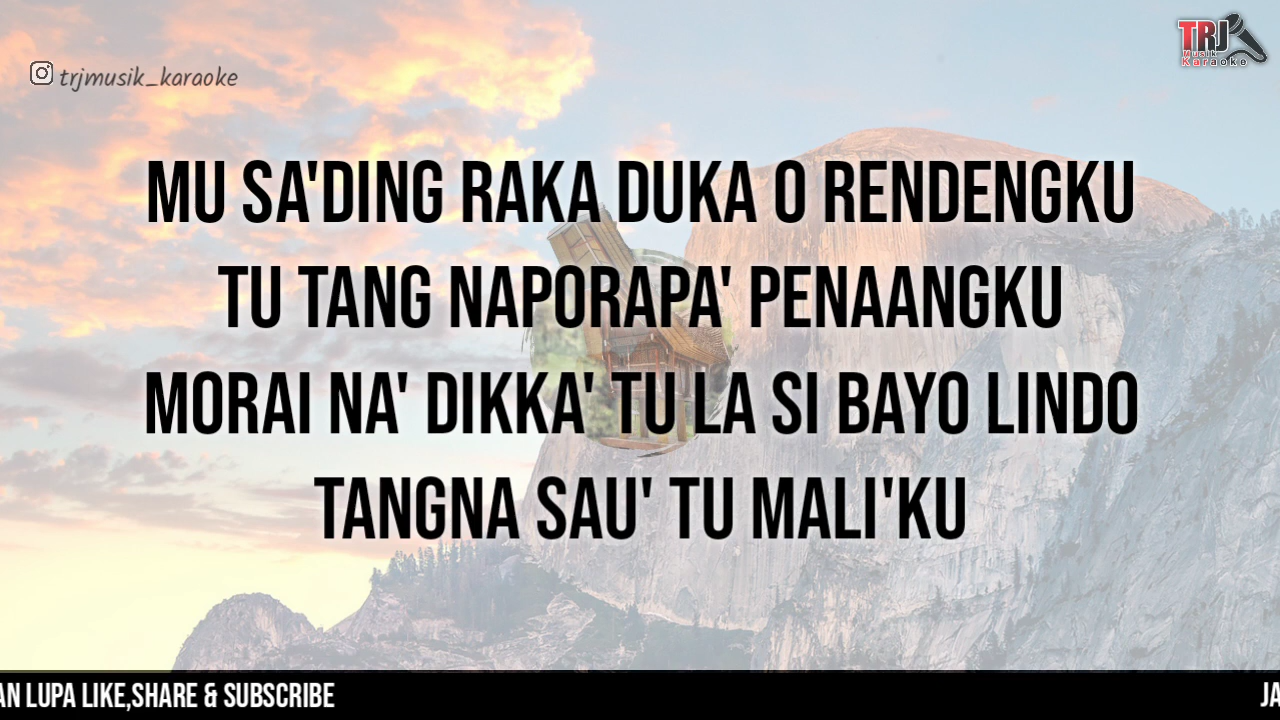 trjmusik_karaoke
TRJ
Musik
Karaoke
MU SA'DING RAKA DUKA O RENDENGKU
TU TANG NAPORAPA' PENAANGKU
MORAI NA' DIKKA' TU LA SI BAYO LINDO
TANGNA SAU' TU MALI'KU
AN LUPA LIKE,SHARE & SUBSCRIBE
JA